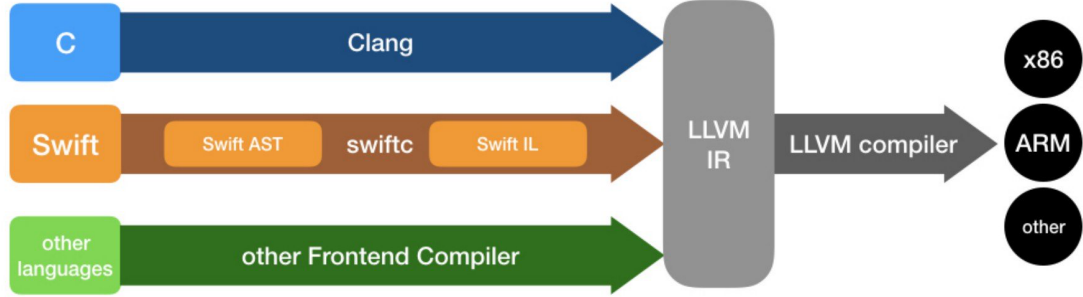 C
Clang
x86
Swift
Swift AST
swiftc
Swift IL
LLVM
IR
LLVM compiler
ARM
other
languages
other Frontend Compiler
other